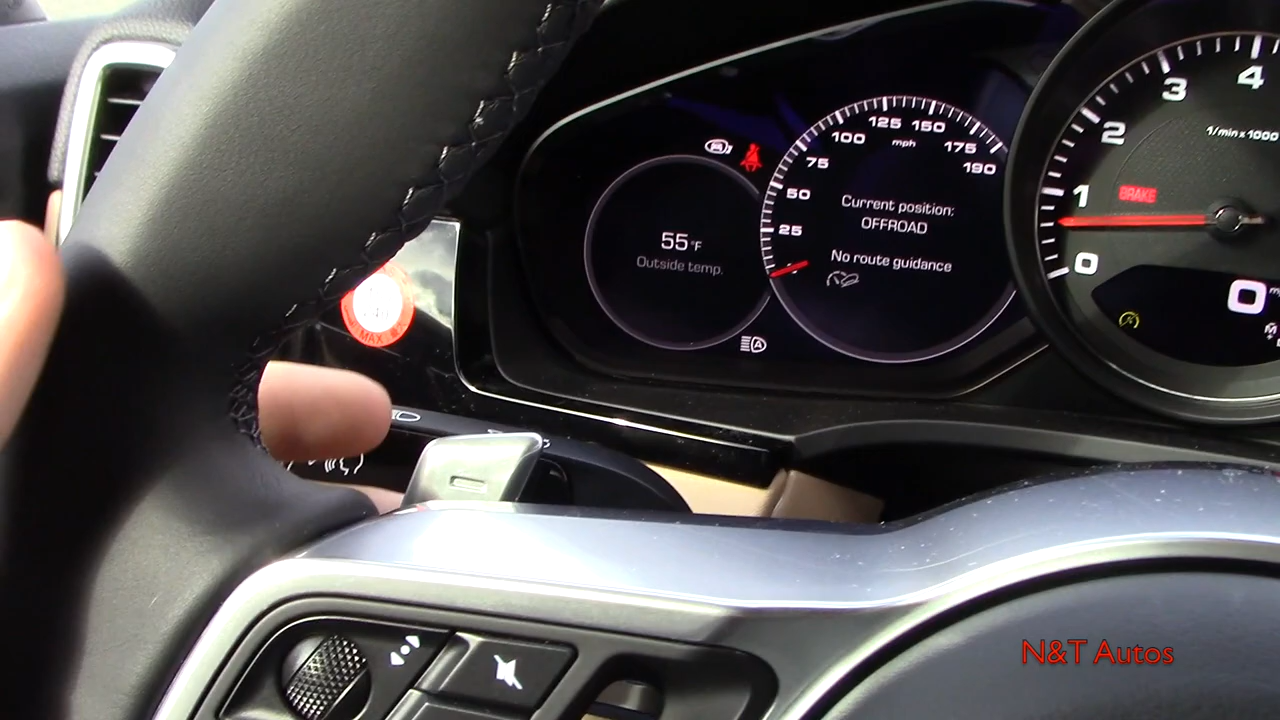 100
125
150
175
190
mph
75
50
25
Current position:
OFFROAD
No route guidance
55°F
Outside temp.
A
4
3
2
1
0
1/min x 1000
BRAKE
0
MAX
N&T Autos